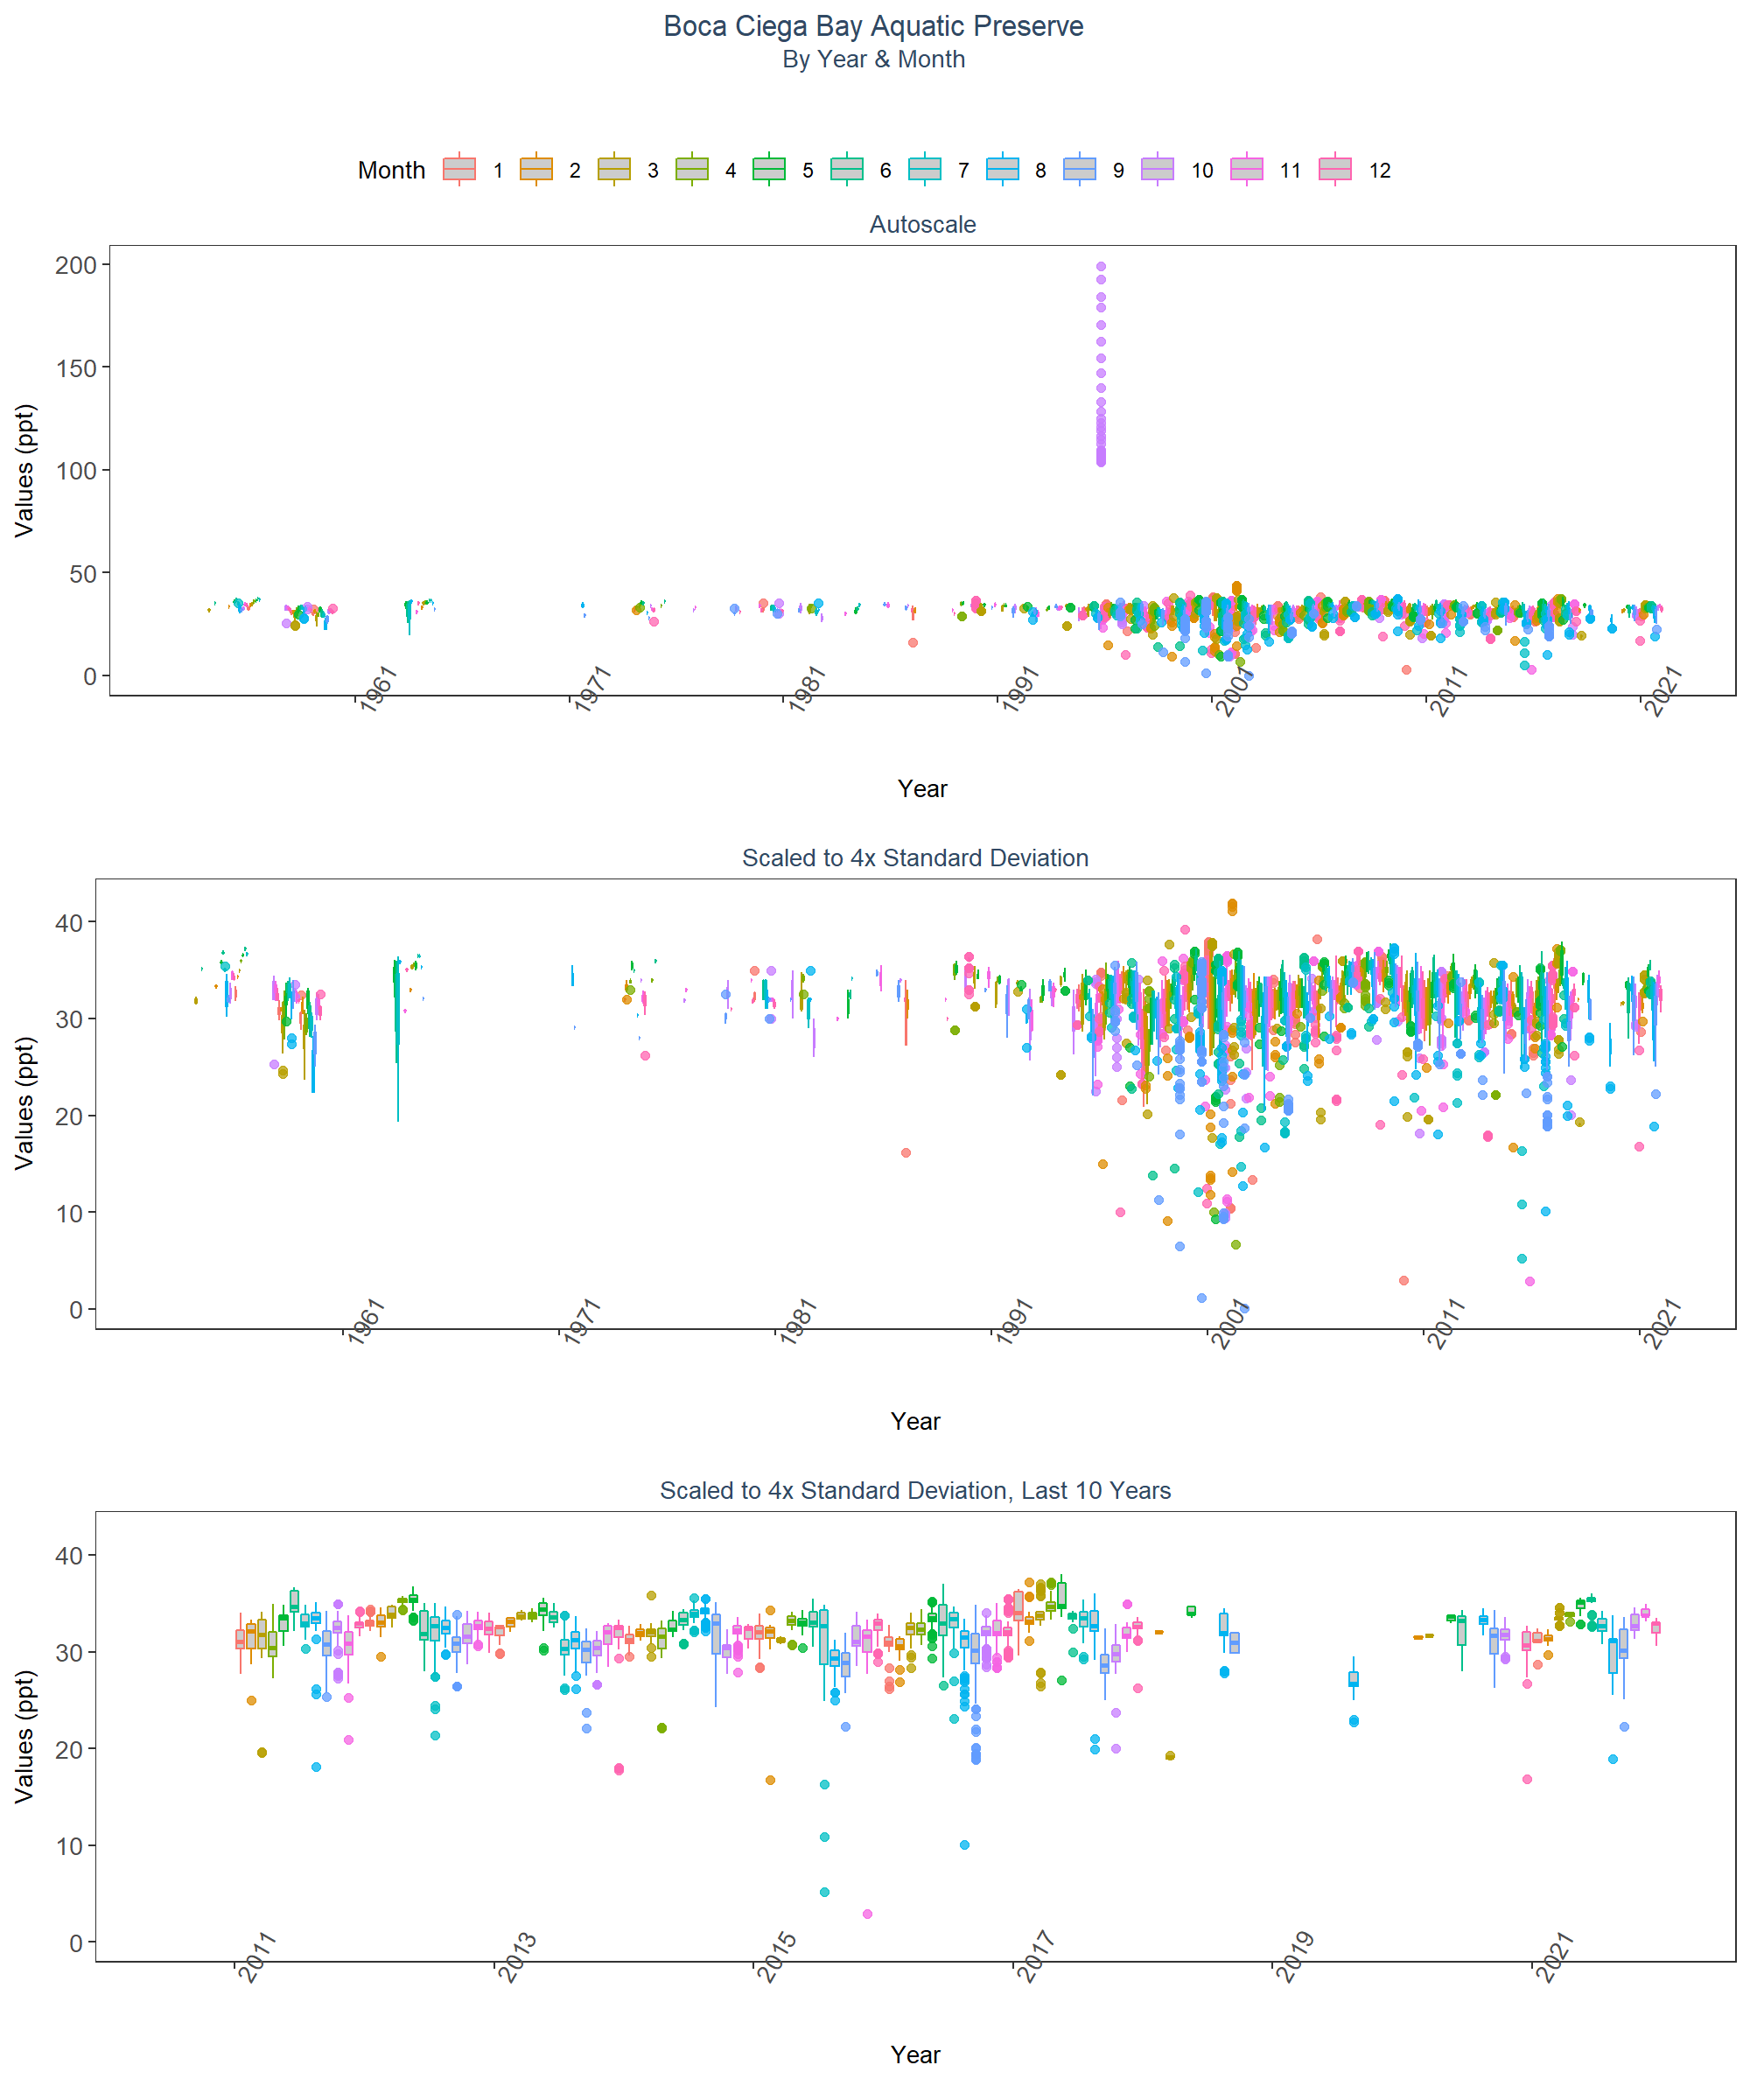 Boca Ciega Bay Aquatic Preserve
By Year & Month
Month 1 2 3 4 5 6 7 8 9 10 11 12
Autoscale
Values (ppt)
200
150
100
50
0
1961 1971 1981 1991 2001 2011 2021
Year
Scaled to 4x Standard Deviation
Values (ppt)
40
30
20
10
0
1961 1971 1981 1991 2001 2011 2021
Year
Scaled to 4x Standard Deviation, Last 10 Years
Values (ppt)
40
30
20
10
0
2011 2013 2015 2017 2019 2021
Year